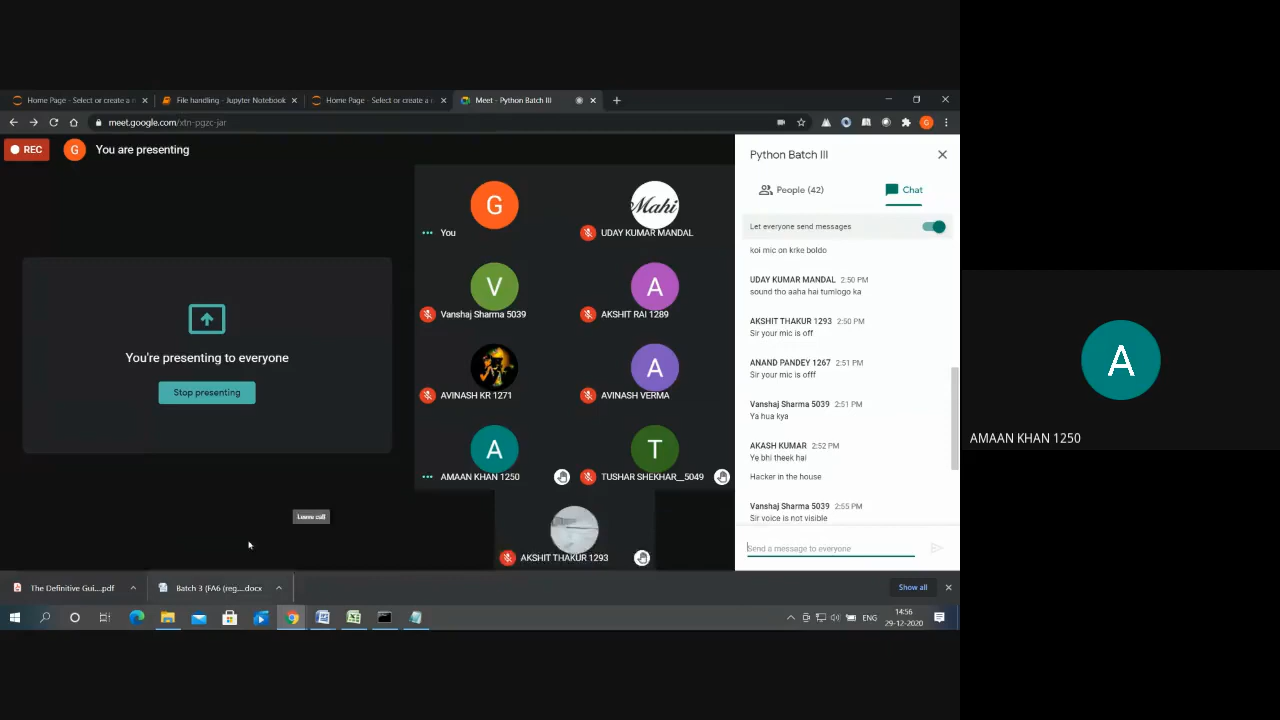 Home Page - Select or create a n
File handling - Jupyter Notebook
Home Page - Select or create a n
Meet - Python Batch III
meet.google.com/xtn-pgzc-jar
G
REC
G
You are presenting
You're presenting to everyone
Stop presenting
G
You
Mahi
UDAY KUMAR MANDAL
V
Vanshaj Sharma 5039
A
AKSHIT RAI 1289
AVINASH KR 1271
A
AVINASH VERMA
A
AMAAN KHAN 1250
T
TUSHAR SHEKHAR__5049
AKSHIT THAKUR 1293
Leave call
Python Batch III
People (42)
Chat
Let everyone send messages
koi mic on krke boldo
UDAY KUMAR MANDAL 2:50 PM
sound tho aaha hai tumlogo ka
AKSHIT THAKUR 1293 2:50 PM
Sir your mic is off
ANAND PANDEY 1267 2:51 PM
Sir your mic is offf
Vanshaj Sharma 5039 2:51 PM
Ya hua kya
AKASH KUMAR 2:52 PM
Ye bhi theek hai
Hacker in the house
Vanshaj Sharma 5039 2:55 PM
Sir voice is not visible
Send a message to everyone
A
AMAAN KHAN 1250
The Definitive Gui....pdf
Batch 3 (FA6 (reg....docx
Show all
ENG
14:56
29-12-2020